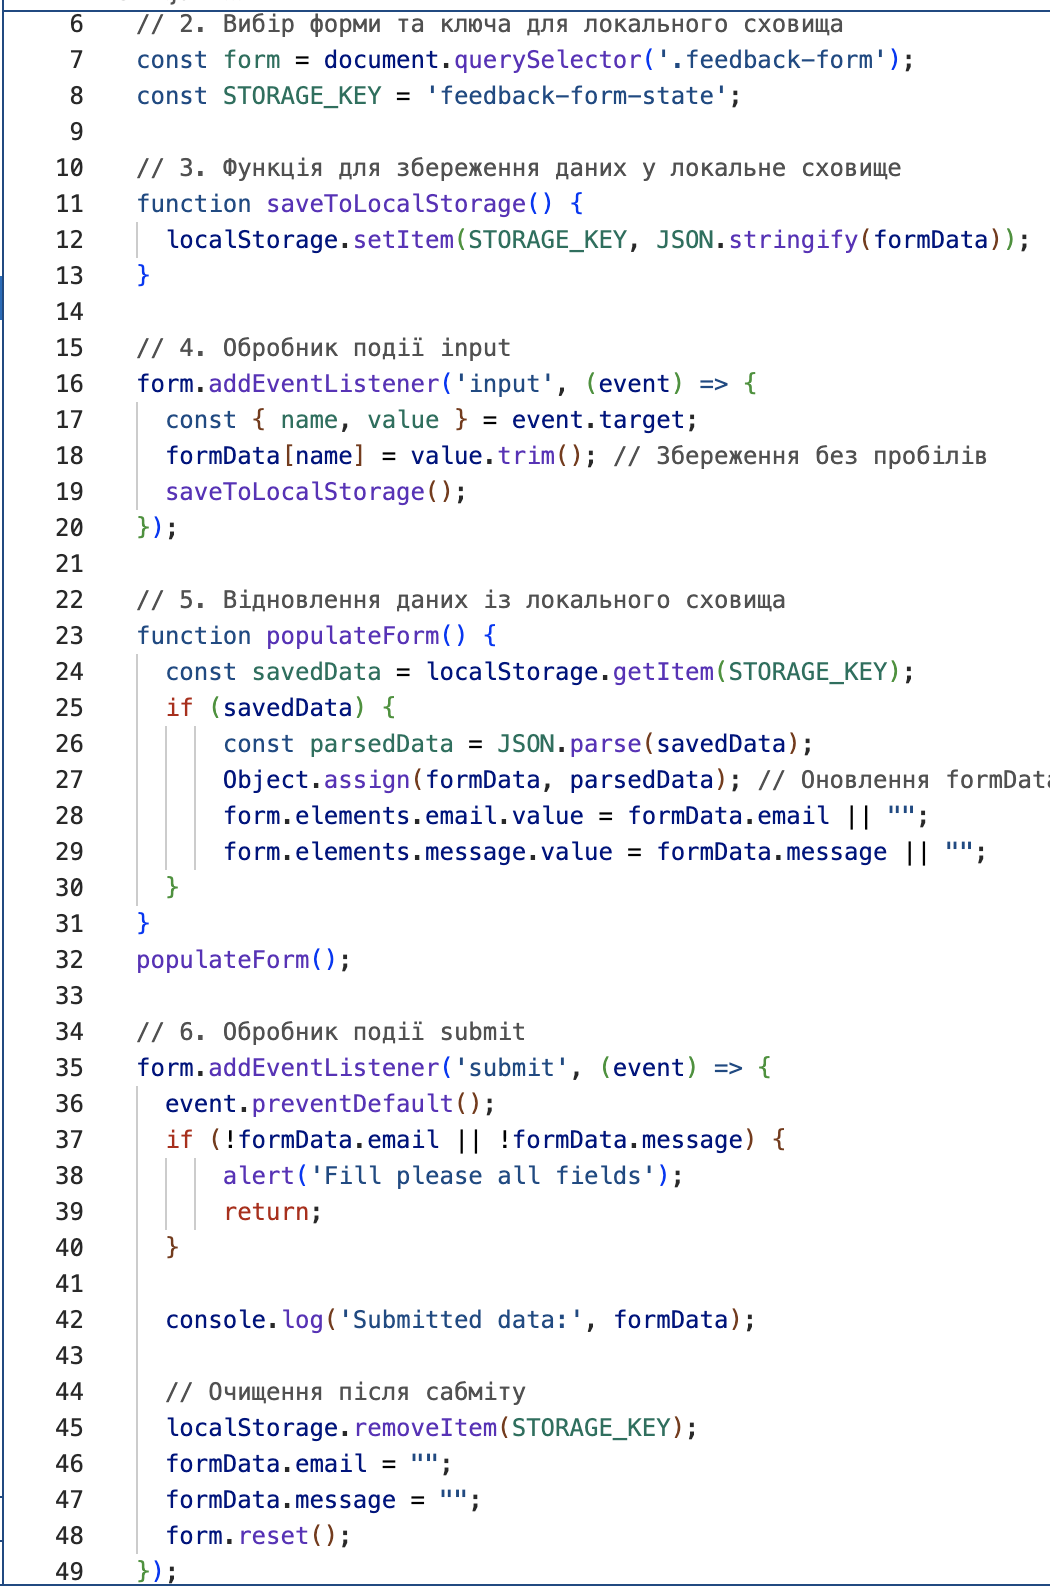 6 // 2. Вибір форми та ключа для локального сховища
7 const form = document.querySelector('.feedback-form');
8 const STORAGE_KEY = 'feedback-form-state';
9
10 // 3. Функція для збереження даних у локальне сховище
11 function saveToLocalStorage() {
12   localStorage.setItem(STORAGE_KEY, JSON.stringify(formData));
13 }
14
15 // 4. Обробник події input
16 form.addEventListener('input', (event) => {
17   const { name, value } = event.target;
18   formData[name] = value.trim(); // Збереження без пробілів
19   saveToLocalStorage();
20 });
21
22 // 5. Відновлення даних із локального сховища
23 function populateForm() {
24   const savedData = localStorage.getItem(STORAGE_KEY);
25   if (savedData) {
26       const parsedData = JSON.parse(savedData);
27       Object.assign(formData, parsedData); // Оновлення formData
28       form.elements.email.value = formData.email || "";
29       form.elements.message.value = formData.message || "";
30   }
31 }
32 populateForm();
33
34 // 6. Обробник події submit
35 form.addEventListener('submit', (event) => {
36   event.preventDefault();
37   if (!formData.email || !formData.message) {
38       alert('Fill please all fields');
39       return;
40   }
41
42   console.log('Submitted data:', formData);
43
44   // Очищення після сабміту
45   localStorage.removeItem(STORAGE_KEY);
46   formData.email = "";
47   formData.message = "";
48   form.reset();
49 });